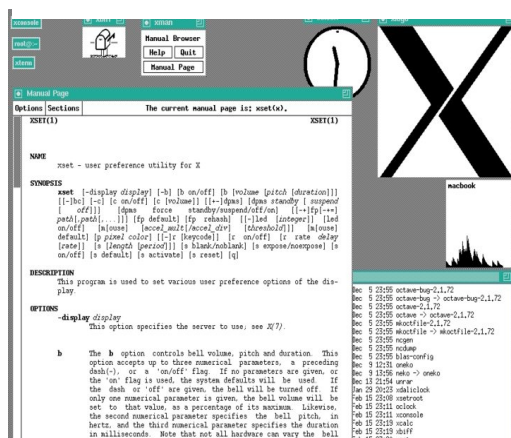 xconsole
xman
root@:~
xterm
Manual Browser
Help Quit
Manual Page
macbook
Manual Page
Options Sections The current manual page is: xset(x).
XSET(1) XSET(1)
NAME
xset - user preference utility for X
SYNOPSIS
xset [-display display] [-b] [b on/off] [b [volume [pitch [duration]]]
[[-]bc] [-c] [c on/off] [c [volume]] [[+-]dpms] [dpms standby [ suspend
[ off]]] [dpms force standby/suspend/off/on] [[-+]fp[-+=]
path[,path[,...]]] [fp default] [fp rehash] [[-]led [integer]] [led
on/off] [m[ouse] [accel_mult[/accel_div] [threshold]]] [m[ouse]
default] [p pixel color] [[-]r [keycode]] [r on/off] [r rate delay
[rate]] [s [length [period]]] [s blank/noblank] [s expose/noexpose] [s
on/off] [s default] [s activate] [s reset] [q]
DESCRIPTION
This program is used to set various user preference options of the dis-
play.
OPTIONS
-display display
This option specifies the server to use; see X(7).
b The b option controls bell volume, pitch and duration. This
option accepts up to three numerical parameters, a preceding
dash(-), or a 'on/off' flag. If no parameters are given, or
the 'on' flag is used, the system defaults will be used. If
the dash or 'off' are given, the bell will be turned off. If
only one numerical parameter is given, the bell volume will be
set to that value, as a percentage of its maximum. Likewise,
the second numerical parameter specifies the bell pitch, in
hertz, and the third numerical parameter specifies the duration
in milliseconds. Note that not all hardware can vary the bell
Dec 5 23:55 octave-bug-2.1.72
Dec 5 23:55 octave-bug -> octave-bug-2.1.72
Dec 5 23:55 octave-2.1.72
Dec 5 23:55 octave -> octave-2.1.72
Dec 5 23:55 mkoctfile-2.1.72
Dec 5 23:55 mkoctfile -> mkoctfile-2.1.72
Dec 5 23:55 ncgen
Dec 5 23:55 ncdump
Dec 5 23:55 blas-config
Dec 9 12:31 oneko
Dec 9 13:56 neko -> oneko
Dec 13 21:54 unrar
Jan 29 20:23 xdaliclock
Feb 15 23:08 xsetroot
Feb 15 23:11 oclock
Feb 15 23:11 xconsole
Feb 15 23:19 xcalc
Feb 15 23:19 xbiff